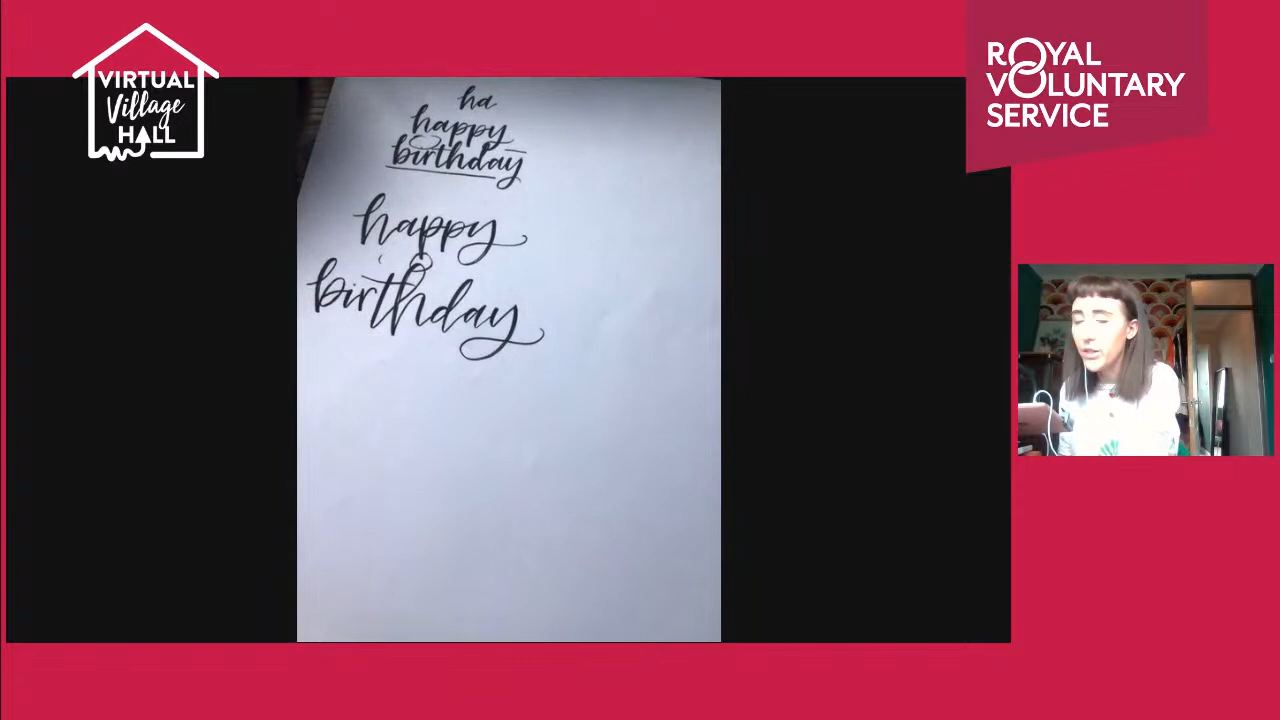 VIRTUAL
Village
HALL
ROYAL
VOLUNTARY
SERVICE
ha
happy
birthday
happy
birthday